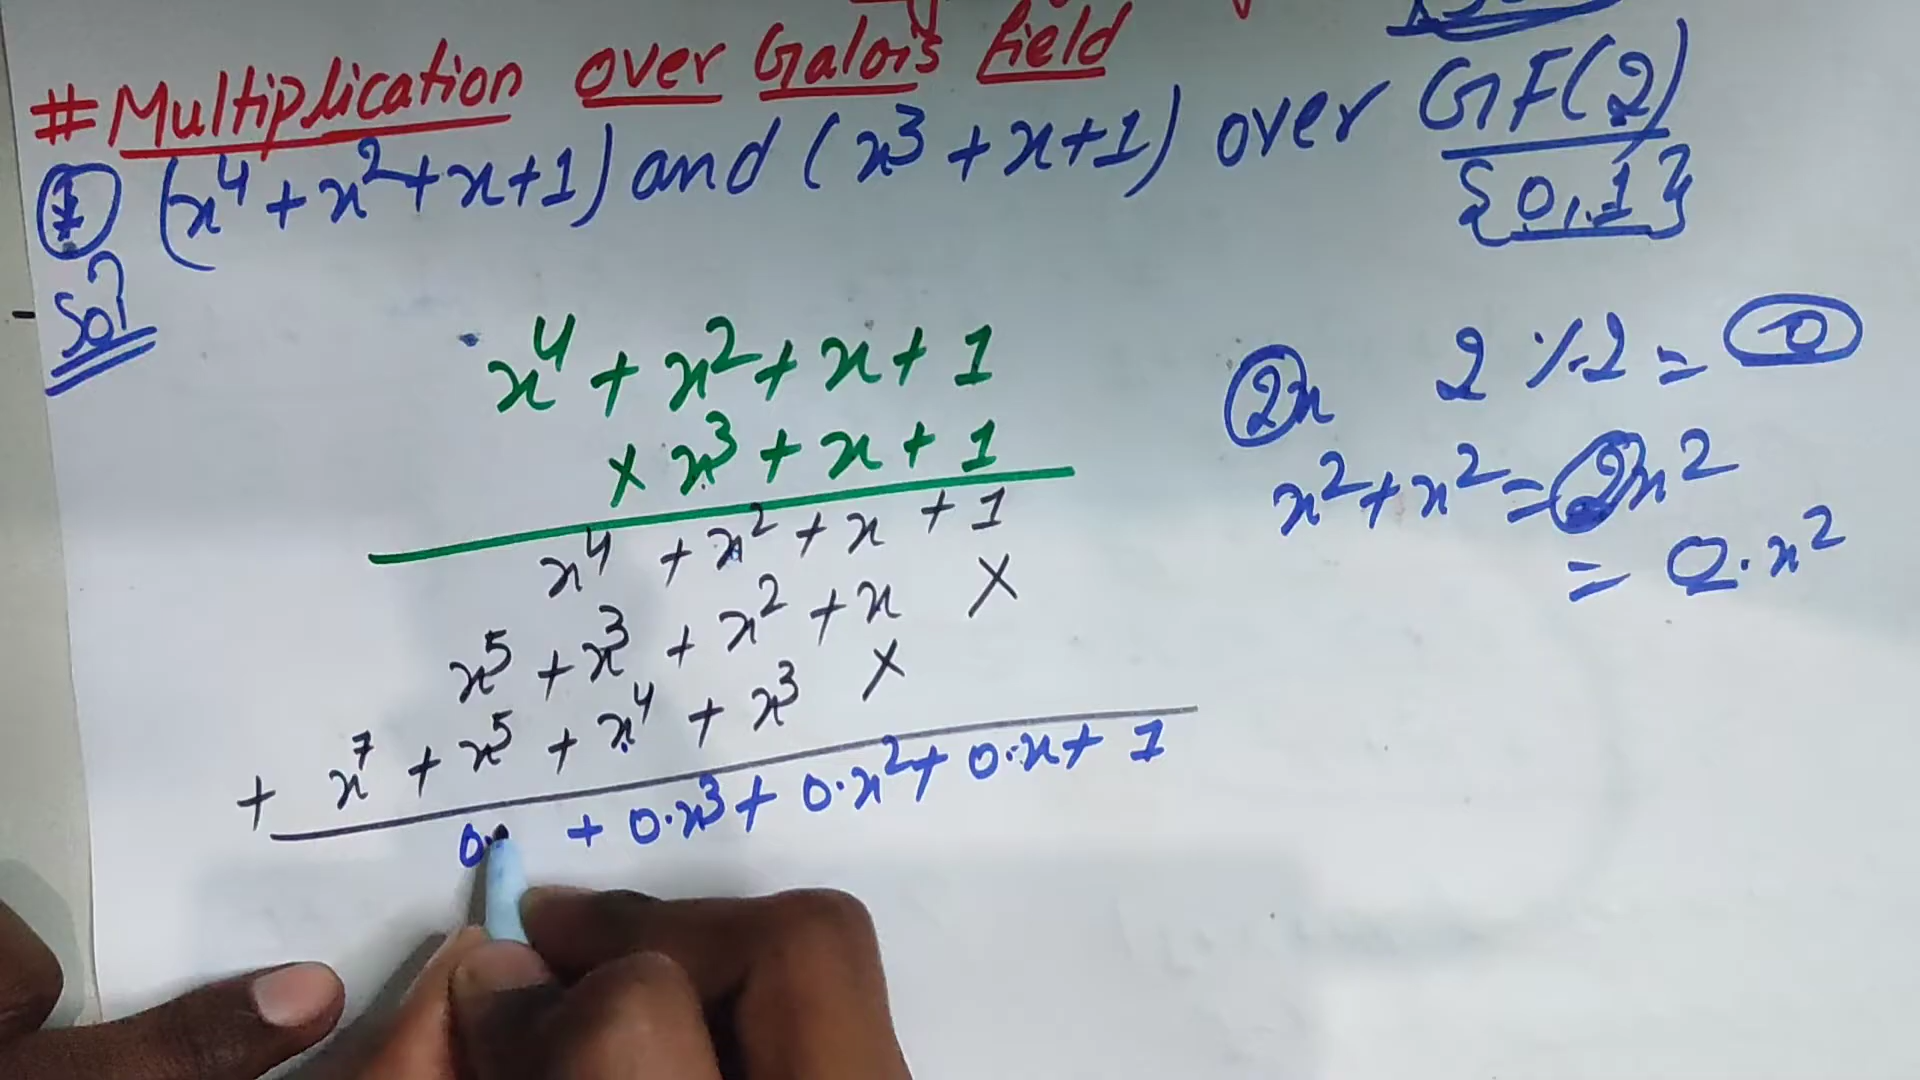 #Multiplication over Galois field
① (x⁴+x²+x+1) and (x³+x+1) over GF(2)
{0,1}
Sol
x⁴+x²+x+1
× x³+x+1
x⁴+x²+x+1
x⁵+x³+x²+x ×
+ x⁷+x⁵+x⁴+x³ ×
0. + 0.x³+0.x²+0.x+1
2x 2%2=0
x²+x²=2x²
=0.x²